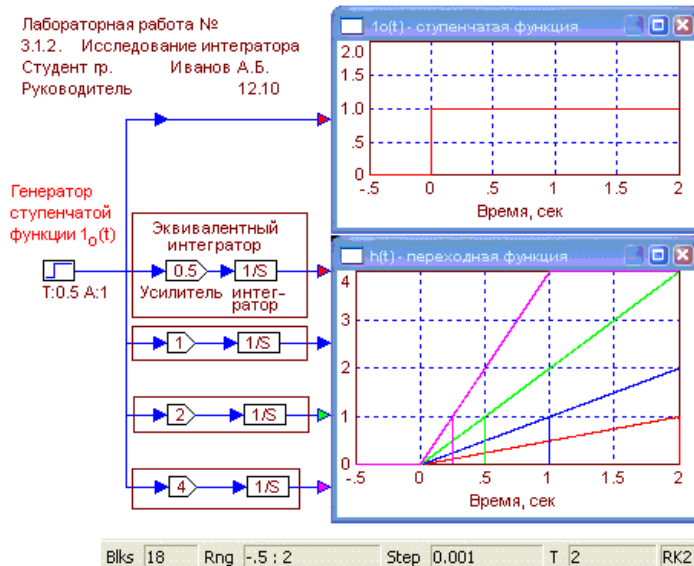 Лабораторная работа №
3.1.2. Исследование интегратора
Студент гр. Иванов А.Б.
Руководитель 12.10
1o(t) - ступенчатая функция
2.0
1.5
1.0
.5
0
-.5 0 .5 1 1.5 2
Время, сек
Генератор
ступенчатой
функции 1o(t)
T:0.5 A:1
Эквивалентный
интегратор
0.5 1/S
Усилитель интег-
ратор
1 1/S
2 1/S
4 1/S
h(t) - переходная функция
4
3
2
1
0
-.5 0 .5 1 1.5 2
Время, сек
Blks 18 Rng -.5 : 2 Step 0.001 T 2 RK2